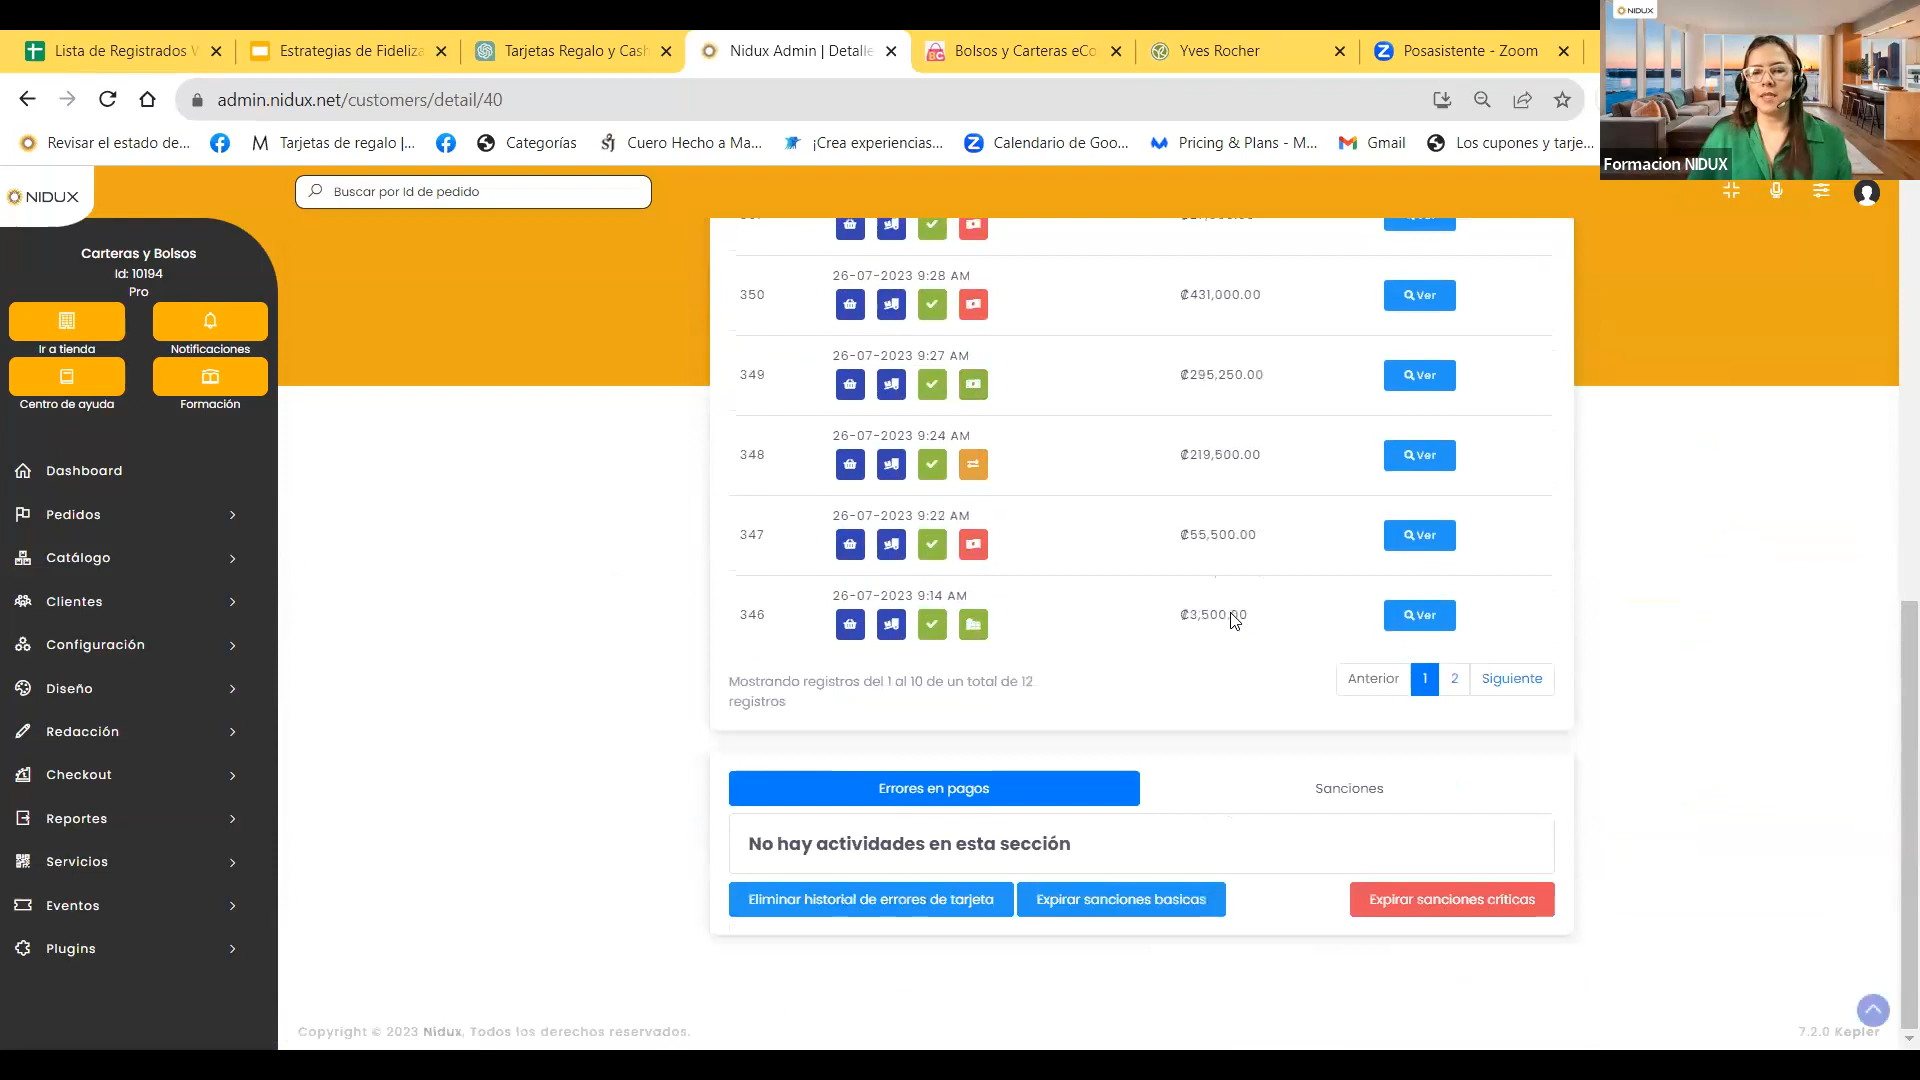 Lista de Registrados
Estrategias de Fideliza
Tarjetas Regalo y Cash
Nidux Admin | Detalle
Bolsos y Carteras eCo
Yves Rocher
Posasistente - Zoom
admin.nidux.net/customers/detail/40
Revisar el estado de...
Tarjetas de regalo |...
Categorías
Cuero Hecho a Ma...
¡Crea experiencias...
Calendario de Goo...
Pricing & Plans - M...
Gmail
Los cupones y tarje...
NIDUX
Formacion NIDUX
NIDUX
Buscar por Id de pedido
Carteras y Bolsos
Id: 10194
Pro
Ir a tienda
Notificaciones
Centro de ayuda
Formación
Dashboard
Pedidos
Catálogo
Clientes
Configuración
Diseño
Redacción
Checkout
Reportes
Servicios
Eventos
Plugins
26-07-2023 9:28 AM
350 ₡431,000.00 Ver
26-07-2023 9:27 AM
349 ₡295,250.00 Ver
26-07-2023 9:24 AM
348 ₡219,500.00 Ver
26-07-2023 9:22 AM
347 ₡55,500.00 Ver
26-07-2023 9:14 AM
346 ₡3,500.00 Ver
Mostrando registros del 1 al 10 de un total de 12
registros
Anterior 1 2 Siguiente
Errores en pagos
Sanciones
No hay actividades en esta sección
Eliminar historial de errores de tarjeta
Expirar sanciones basicas
Expirar sanciones críticas
Copyright © 2023 Nidux, Todos los derechos reservados.
7.2.0 Kepler